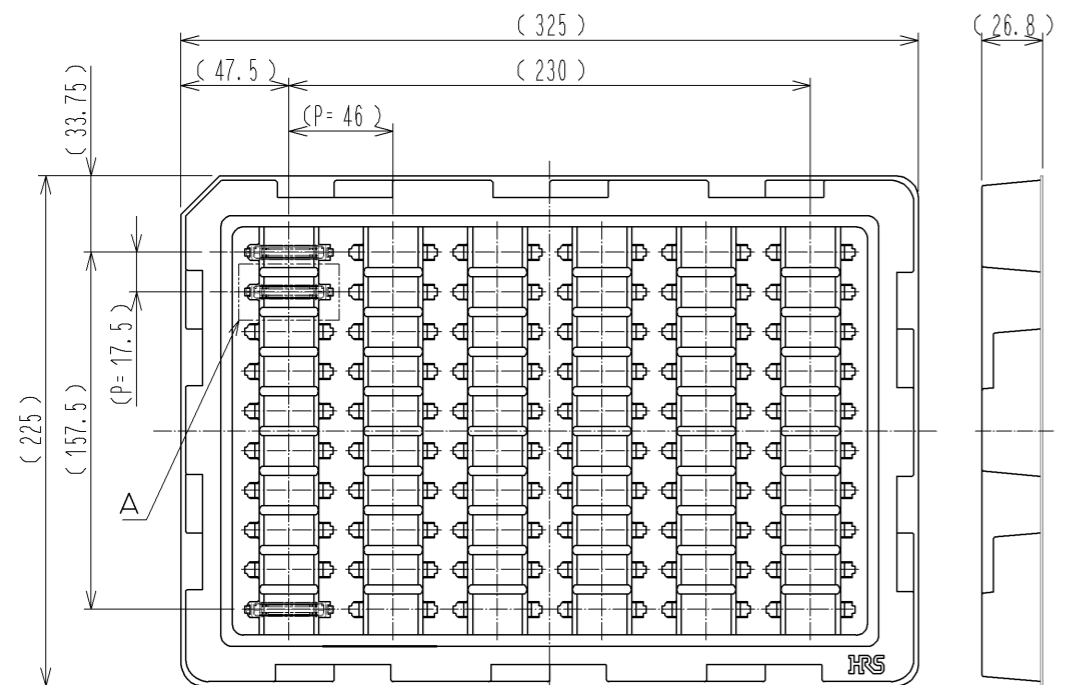 ( 325 )
( 26.8 )
( 47.5 )
( 230 )
( 33.75 )
(P= 46 )
(P= 17.5 )
( 157.5 )
( 225 )
A
HRS